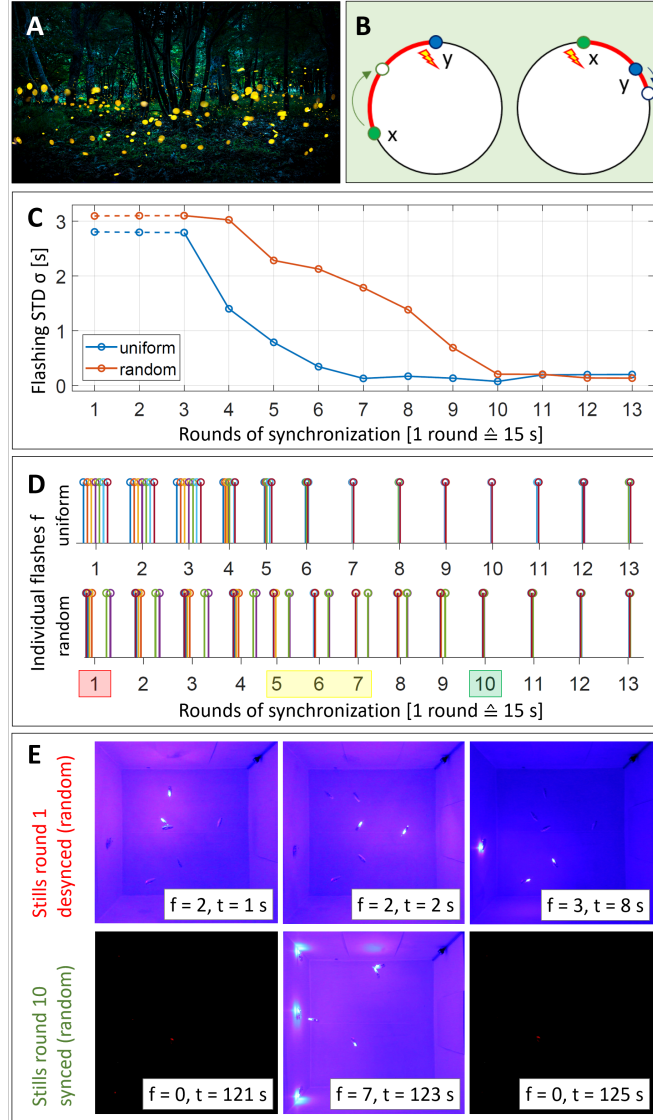 A
B
y
x
x
y
C
Flashing STD σ [s]
3
2
1
0
uniform
random
1 2 3 4 5 6 7 8 9 10 11 12 13
Rounds of synchronization [1 round ≙ 15 s]
D
Individual flashes f
uniform
1 2 3 4 5 6 7 8 9 10 11 12 13
random
1 2 3 4 5 6 7 8 9 10 11 12 13
Rounds of synchronization [1 round ≙ 15 s]
E
Stills round 1
desynced (random)
f = 2, t = 1 s
f = 2, t = 2 s
f = 3, t = 8 s
Stills round 10
synced (random)
f = 0, t = 121 s
f = 7, t = 123 s
f = 0, t = 125 s